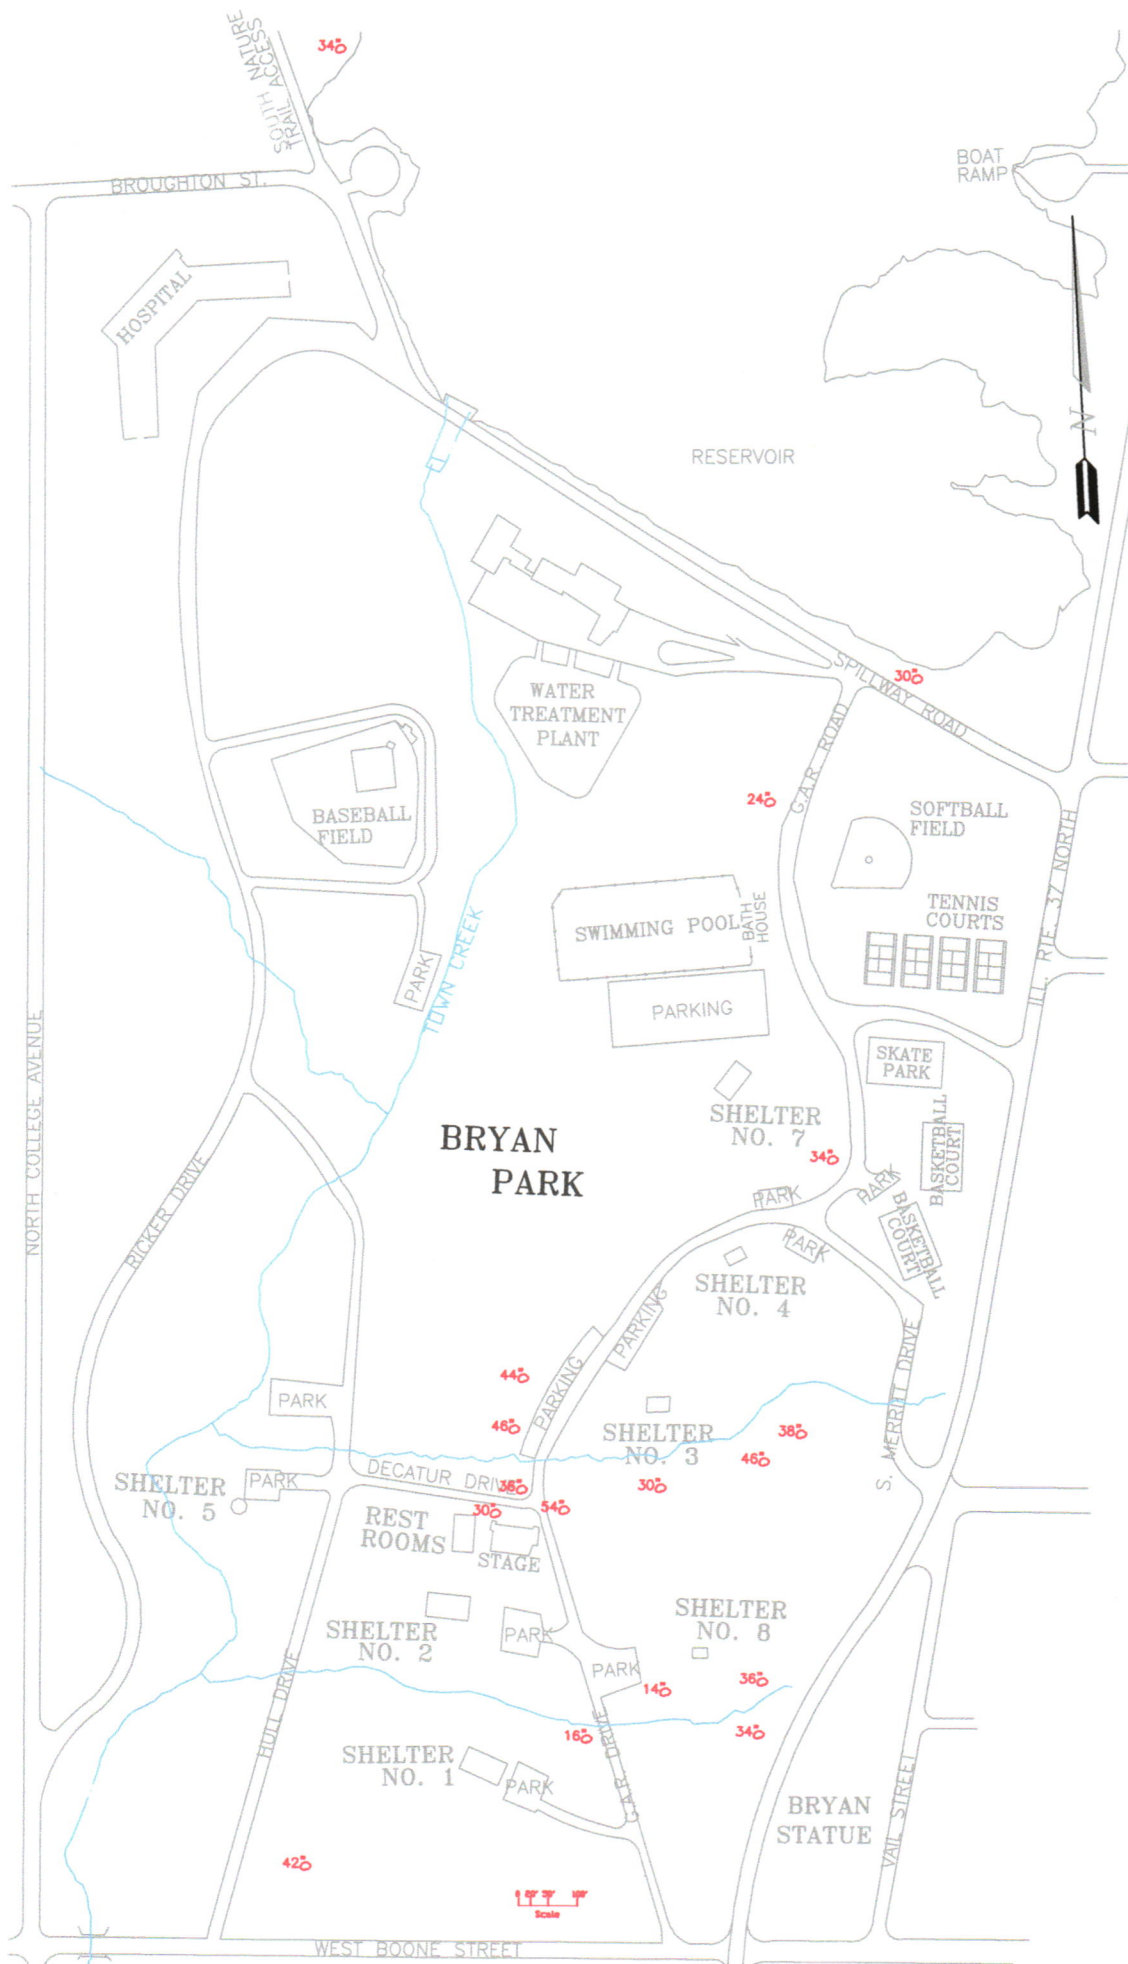 34"
SOUTH NATURE
TRAIL ACCESS
BROUGHTON ST.
BOAT
RAMP
HOSPITAL
N
RESERVOIR
SPILLWAY ROAD
30"
WATER
TREATMENT
PLANT
G.A.R. ROAD
24"
BASEBALL
FIELD
SOFTBALL
FIELD
ILL. RTE. 37 NORTH
TENNIS
COURTS
SWIMMING POOL
BATH
HOUSE
PARK
TOWN CREEK
PARKING
NORTH COLLEGE AVENUE
SKATE
PARK
SHELTER
NO. 7
BRYAN
PARK
BASKETBALL
COURT
34"
RICKER DRIVE
PARK
PARK
BASKETBALL
COURT
PARK
SHELTER
NO. 4
PARKING
PARKING
S. MERRITT DRIVE
44"
PARK
46"
SHELTER
NO. 3
38"
46"
DECATUR DRIVE
SHELTER
NO. 5
PARK
36"
30"
30"
54"
REST
ROOMS
STAGE
SHELTER
NO. 2
PARK
SHELTER
NO. 8
PARK
14"
36"
HULL DRIVE
16"
34"
G.A.R. DRIVE
SHELTER
NO. 1
PARK
BRYAN
STATUE
VAIL STREET
42"
Scale
WEST BOONE STREET